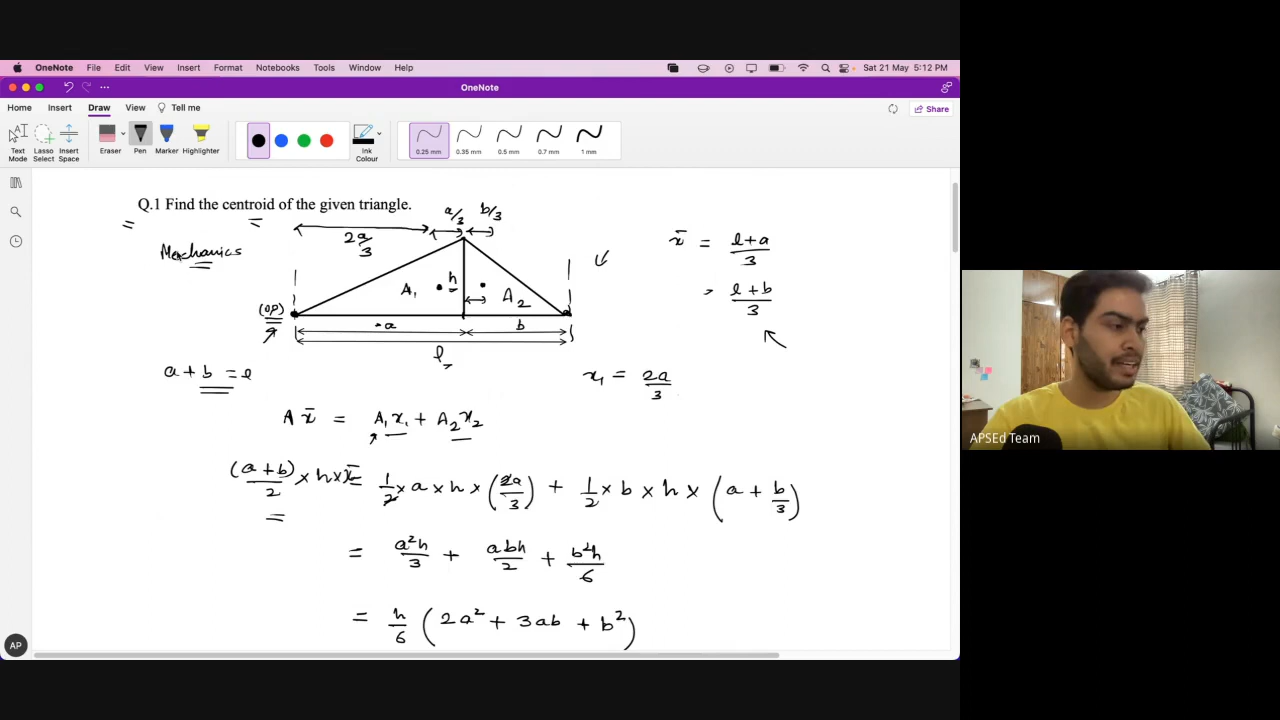 OneNote File Edit View Insert Format Notebooks Tools Window Help Sat 21 May 5:12 PM
OneNote
Home Insert Draw View Tell me Share
Text Mode Lasso Select Insert Space Eraser Pen Marker Highlighter Ink Colour 0.25 mm 0.35 mm 0.5 mm 0.7 mm 1 mm
Q.1 Find the centroid of the given triangle.
Mechanics
2a/3 a/3 b/3
x̄ = l+a/3
= l+b/3
A₁ h A₂
(op)
a b
l
a + b = l
x₁ = 2a/3
A x̄ = A₁x₁ + A₂x₂
(a+b)/2 × h × x̄ = 1/2 × a × h × (2a/3) + 1/2 × b × h × (a + b/3)
= a²h/3 + abh/2 + b²h/6
= h/6 (2a² + 3ab + b²)
AP
APSEd Team